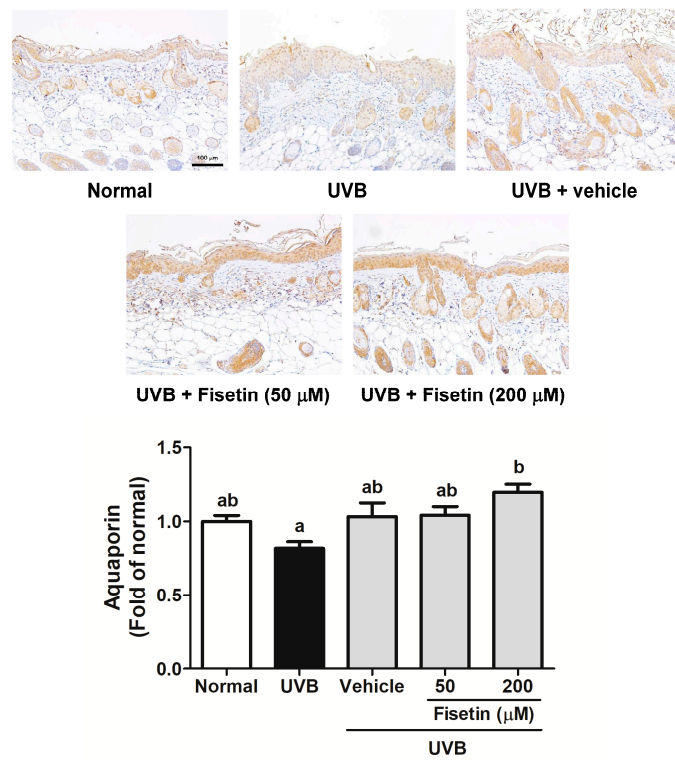 100 μm
Normal
UVB
UVB + vehicle
UVB + Fisetin (50 μM)
UVB + Fisetin (200 μM)
Aquaporin
(Fold of normal)
1.5
1.0
0.5
0.0
ab
a
ab
ab
b
Normal
UVB
Vehicle
50
200
Fisetin (μM)
UVB